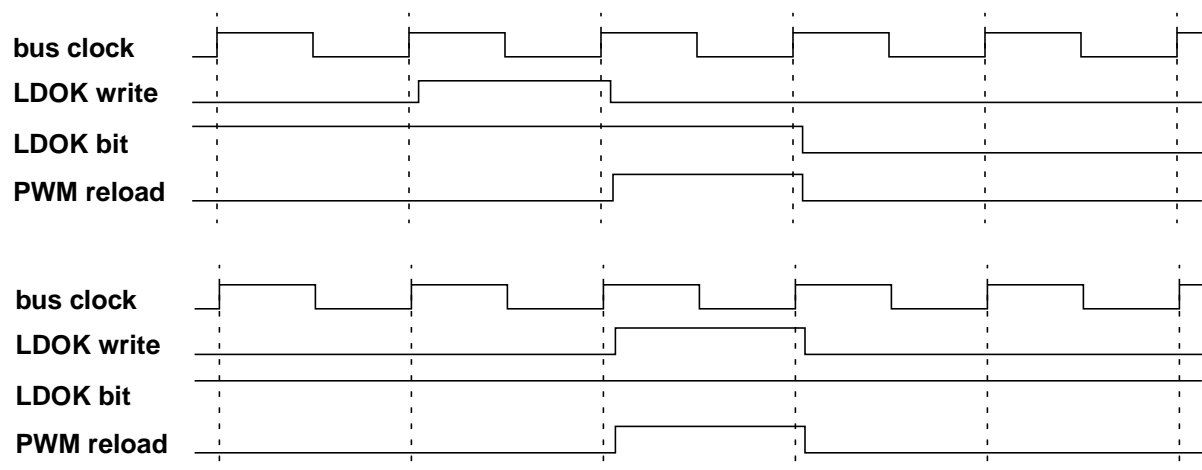 bus clock
LDOK write
LDOK bit
PWM reload
bus clock
LDOK write
LDOK bit
PWM reload